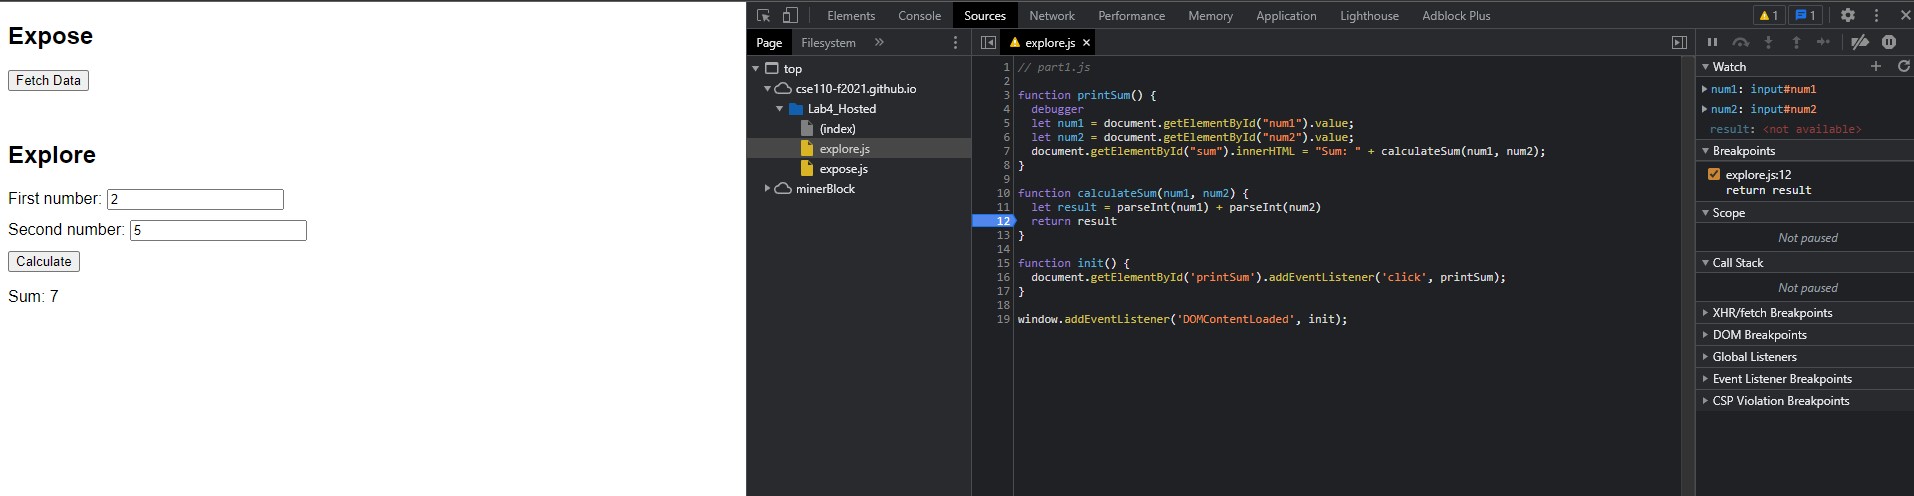 Expose
Fetch Data
Explore
First number: 2
Second number: 5
Calculate
Sum: 7
Elements Console Sources Network Performance Memory Application Lighthouse Adblock Plus 1 1
Page Filesystem »
top
cse110-f2021.github.io
Lab4_Hosted
(index)
explore.js
expose.js
minerBlock
explore.js ×
1 // part1.js
2
3 function printSum() {
4 debugger
5 let num1 = document.getElementById("num1").value;
6 let num2 = document.getElementById("num2").value;
7 document.getElementById("sum").innerHTML = "Sum: " + calculateSum(num1, num2);
8 }
9
10 function calculateSum(num1, num2) {
11 let result = parseInt(num1) + parseInt(num2)
12 return result
13 }
14
15 function init() {
16 document.getElementById('printSum').addEventListener('click', printSum);
17 }
18
19 window.addEventListener('DOMContentLoaded', init);
Watch
num1: input#num1
num2: input#num2
result: <not available>
Breakpoints
explore.js:12
return result
Scope
Not paused
Call Stack
Not paused
XHR/fetch Breakpoints
DOM Breakpoints
Global Listeners
Event Listener Breakpoints
CSP Violation Breakpoints